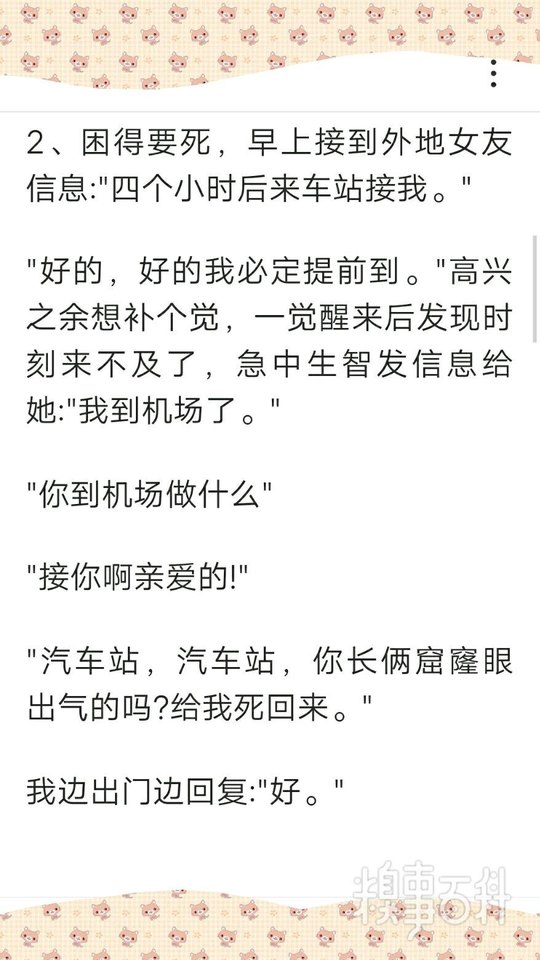 2、困得要死，早上接到外地女友
信息:"四个小时后来车站接我。"
"好的，好的我必定提前到。"高兴
之余想补个觉，一觉醒来后发现时
刻来不及了，急中生智发信息给
她:"我到机场了。"
"你到机场做什么"
"接你啊亲爱的!"
"汽车站，汽车站，你长俩窟窿眼
出气的吗?给我死回来。"
我边出门边回复:"好。"
糗事百科